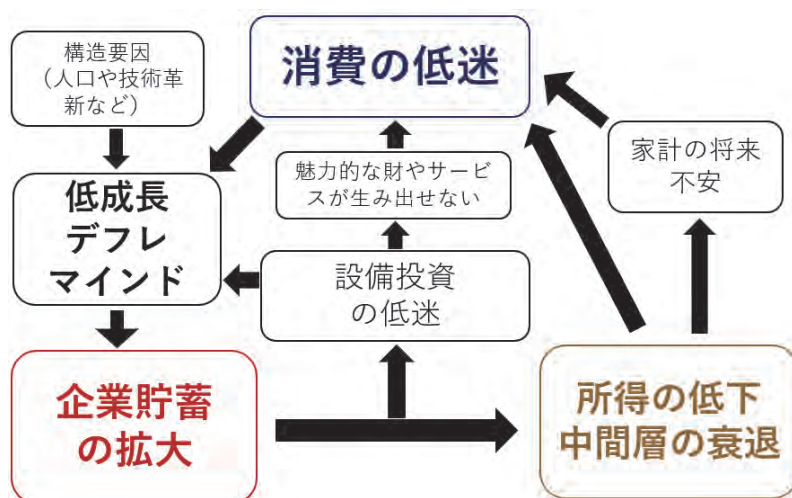 構造要因
（人口や技術革
新など）
消費の低迷
魅力的な財やサービ
スが生み出せない
家計の将来
不安
低成長
デフレ
マインド
設備投資
の低迷
企業貯蓄
の拡大
所得の低下
中間層の衰退